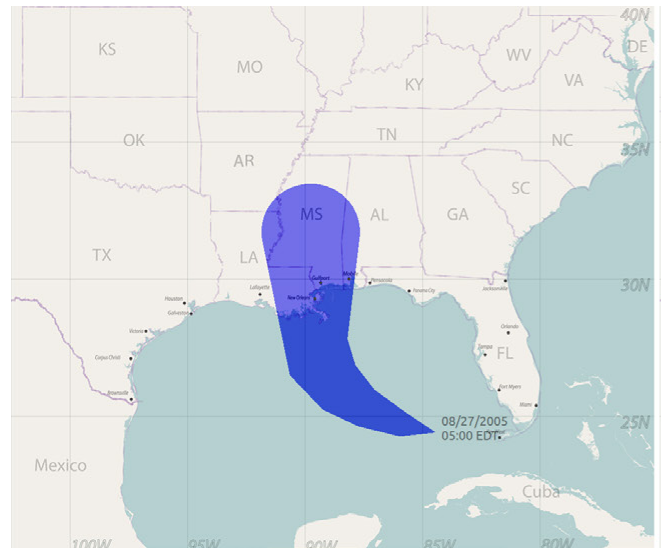 40N
KS
MO
WV
DE
KY
VA
OK
TN
NC
35N
AR
SC
MS
AL
GA
TX
LA
Gulfport
Mobile
Pensacola
30N
Lafayette
New Orleans
Panama City
Jacksonville
Houston
Galveston
Victoria
Orlando
Tampa
FL
Corpus Christi
Brownsville
Fort Myers
Miami
08/27/2005
25N
05:00 EDT
Mexico
Cuba
100W
95W
90W
85W
80W